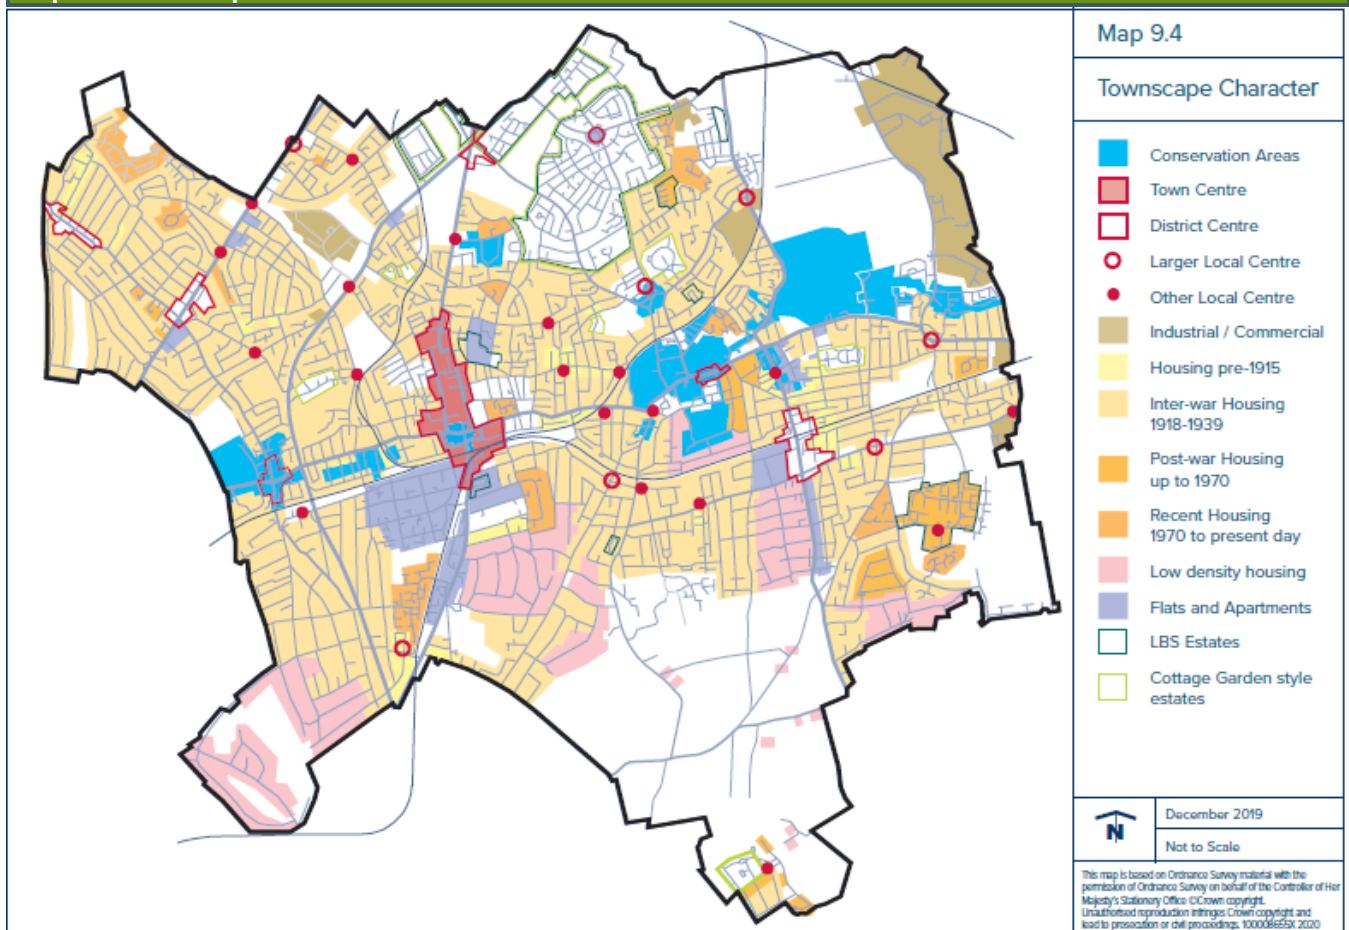 Map 9.4
Townscape Character
Conservation Areas
Town Centre
District Centre
Larger Local Centre
Other Local Centre
Industrial / Commercial
Housing pre-1915
Inter-war Housing
1918-1939
Post-war Housing
up to 1970
Recent Housing
1970 to present day
Low density housing
Flats and Apartments
LBS Estates
Cottage Garden style
estates
N
December 2019
Not to Scale
This map is based on Ordnance Survey material with the
permission of Ordnance Survey on behalf of the Controller of Her
Majesty's Stationery Office ©Crown copyright.
Unauthorised reproduction infringes Crown copyright and
lead to prosecution or civil proceedings. 2020